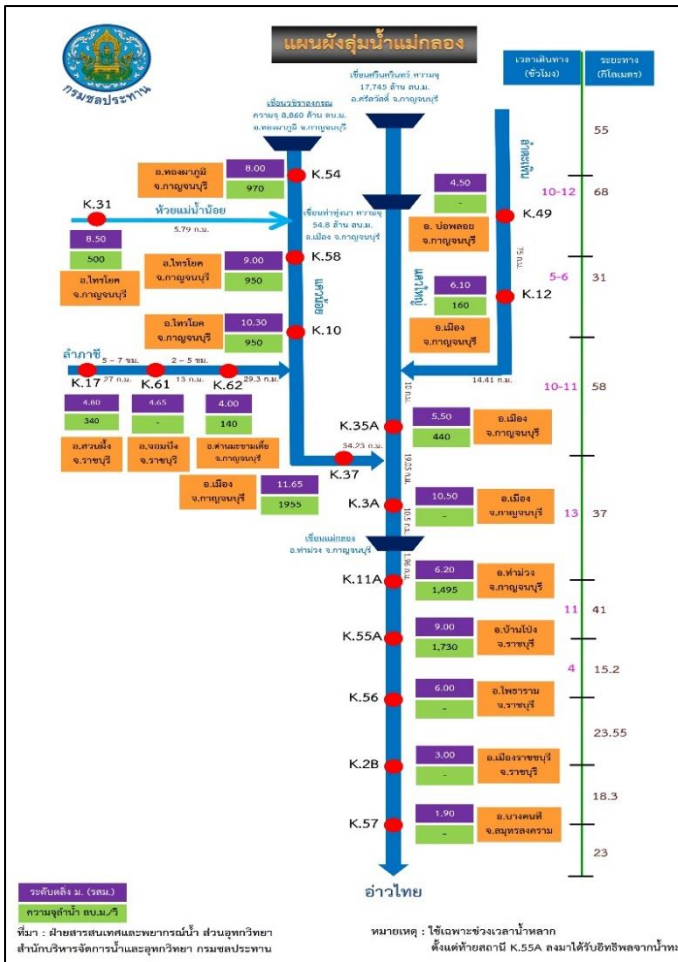 แผนผังลุ่มน้ำแม่กลอง
กรมชลประทาน
เวลาเดินทาง
(ชั่วโมง)
ระยะทาง
(กิโลเมตร)
เขื่อนศรีนครินทร์ ความจุ
17,745 ล้าน ลบ.ม.
อ.ศรีสวัสดิ์ จ.กาญจนบุรี
เขื่อนวชิราลงกรณ
ความจุ 8,860 ล้าน ลบ.ม.
อ.ทองผาภูมิ จ.กาญจนบุรี
ลำตะเพิน
55
อ.ทองผาภูมิ
จ.กาญจนบุรี
8.00
970
K.54
4.50
-
อ. บ่อพลอย
จ.กาญจนบุรี
K.49
10-12
68
K.31
ห้วยแม่น้ำน้อย
5.79 ก.ม.
8.50
500
อ.ไทรโยค
จ.กาญจนบุรี
เขื่อนท่าทุ่งนา ความจุ
54.8 ล้าน ลบ.ม.
อ.เมือง จ.กาญจนบุรี
อ.ไทรโยค
จ.กาญจนบุรี
9.00
950
K.58
แควน้อย
แควใหญ่
75 ก.ม.
5-6
31
6.10
160
อ.เมือง
จ.กาญจนบุรี
K.12
อ.ไทรโยค
จ.กาญจนบุรี
10.30
950
K.10
ลำภาชี
5 – 7 ชม.
2 – 5 ชม.
K.17
27 ก.ม.
K.61
13 ก.ม.
K.62
29.3 ก.ม.
14.41 ก.ม.
10 ก.ม.
10-11
58
4.80
340
อ.สวนผึ้ง
จ.ราชบุรี
4.65
-
อ.จอมบึง
จ.ราชบุรี
4.00
140
อ.ด่านมะขามเตี้ย
จ.กาญจนบุรี
K.35A
5.50
440
อ.เมือง
จ.กาญจนบุรี
34.23 ก.ม.
K.37
อ.เมือง
จ.กาญจนบุรี
11.65
1955
19.025 ก.ม.
K.3A
10.50
-
อ.เมือง
จ.กาญจนบุรี
13
37
10.5 ก.ม.
เขื่อนแม่กลอง
อ.ท่าม่วง จ.กาญจนบุรี
1.96 ก.ม.
K.11A
6.20
1,495
อ.ท่าม่วง
จ.กาญจนบุรี
11
41
K.55A
9.00
1,730
อ.บ้านโป่ง
จ.ราชบุรี
4
15.2
K.56
6.00
-
อ.โพธาราม
จ.ราชบุรี
23.55
K.2B
3.00
-
อ.เมืองราชบุรี
จ.ราชบุรี
18.3
K.57
1.90
-
อ.บางคนที
จ.สมุทรสงคราม
23
อ่าวไทย
ระดับตลิ่ง ม. (รสม.)
ความจุลำน้ำ ลบ.ม./วิ
ที่มา : ฝ่ายสารสนเทศและพยากรณ์น้ำ ส่วนอุทกวิทยา
สำนักบริหารจัดการน้ำและอุทกวิทยา กรมชลประทาน
หมายเหตุ : ใช้เฉพาะช่วงเวลาน้ำหลาก
ตั้งแต่ท้ายสถานี K.55A ลงมาได้รับอิทธิพลจากน้ำทะ